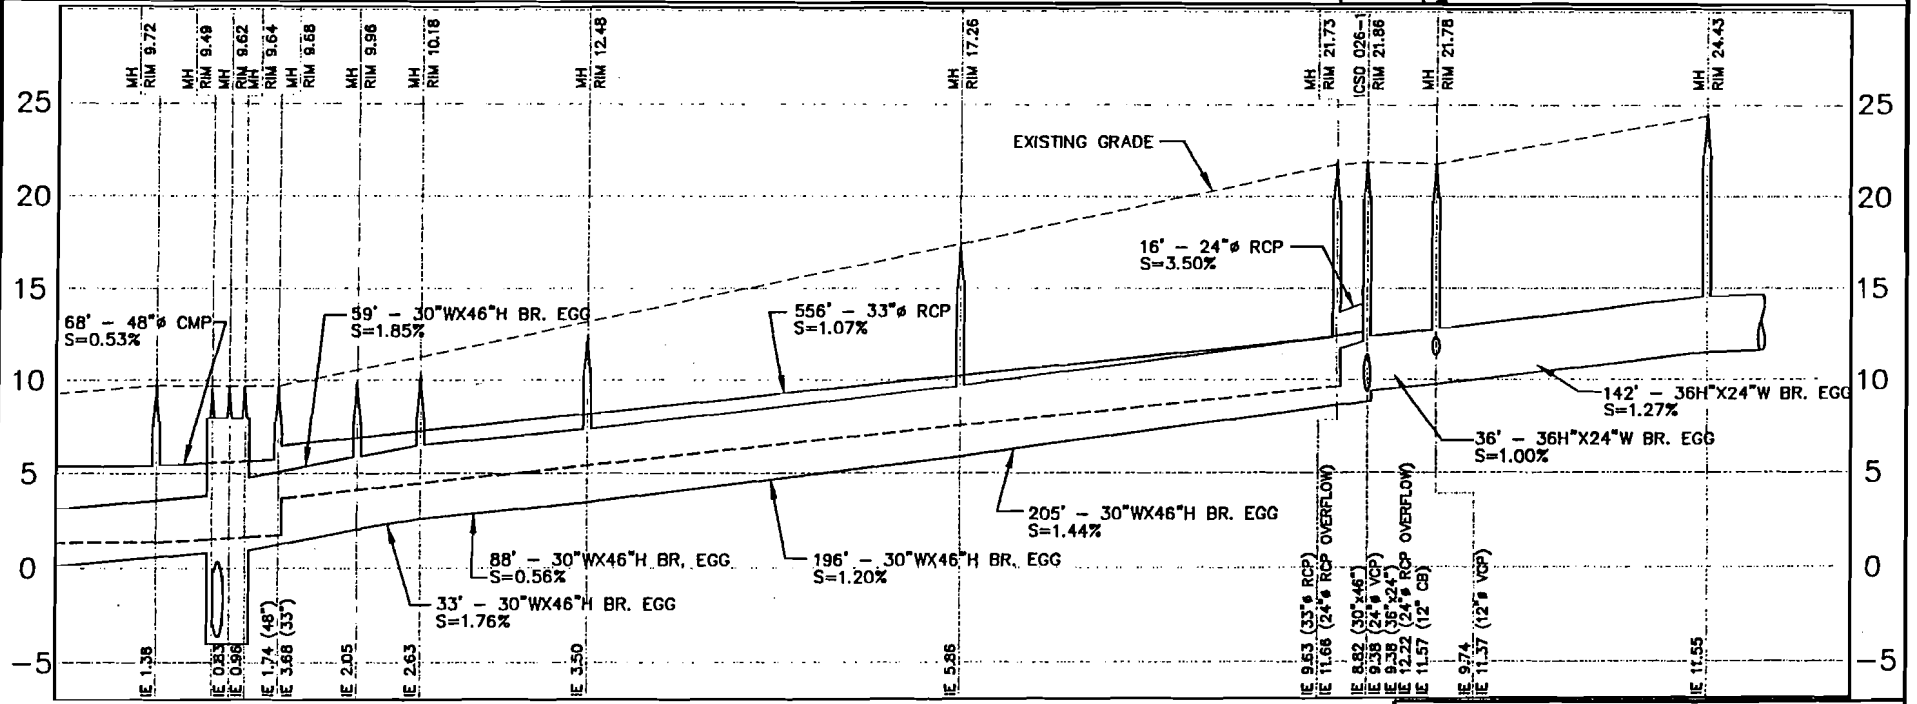 MH
RIM 9.72
MH
RIM 9.49
MH
RIM 9.62
MH
RIM 9.64
MH
RIM 9.68
MH
RIM 9.96
MH
RIM 10.18
MH
RIM 12.48
MH
RIM 17.26
MH
RIM 21.73
ICSO 026-1
RIM 21.86
MH
RIM 21.78
MH
RIM 24.43
25
20
15
10
5
0
-5
25
20
15
10
5
0
-5
EXISTING GRADE
16' - 24"ø RCP
S=3.50%
68' - 48"ø CMP
S=0.53%
59' - 30"WX46"H BR. EGG
S=1.85%
556' - 33"ø RCP
S=1.07%
142' - 36H"X24"W BR. EGG
S=1.27%
36' - 36H"X24"W BR. EGG
S=1.00%
205' - 30"WX46"H BR. EGG
S=1.44%
88' - 30"WX46"H BR. EGG
S=0.56%
196' - 30"WX46"H BR. EGG
S=1.20%
33' - 30"WX46"H BR. EGG
S=1.76%
IE 1.38
IE 0.83
IE 0.96
IE 1.74 (48")
IE 3.68 (33")
IE 2.05
IE 2.63
IE 3.50
IE 5.86
IE 9.63 (33"ø RCP)
IE 11.66 (24"ø RCP OVERFLOW)
IE 8.82 (30"x46")
IE 9.38 (24"ø VCP)
IE 9.38 (36"x24")
IE 12.22 (24"ø RCP OVERFLOW)
IE 11.57 (12" CB)
IE 9.74
IE 11.37 (12"ø VCP)
IE 11.55